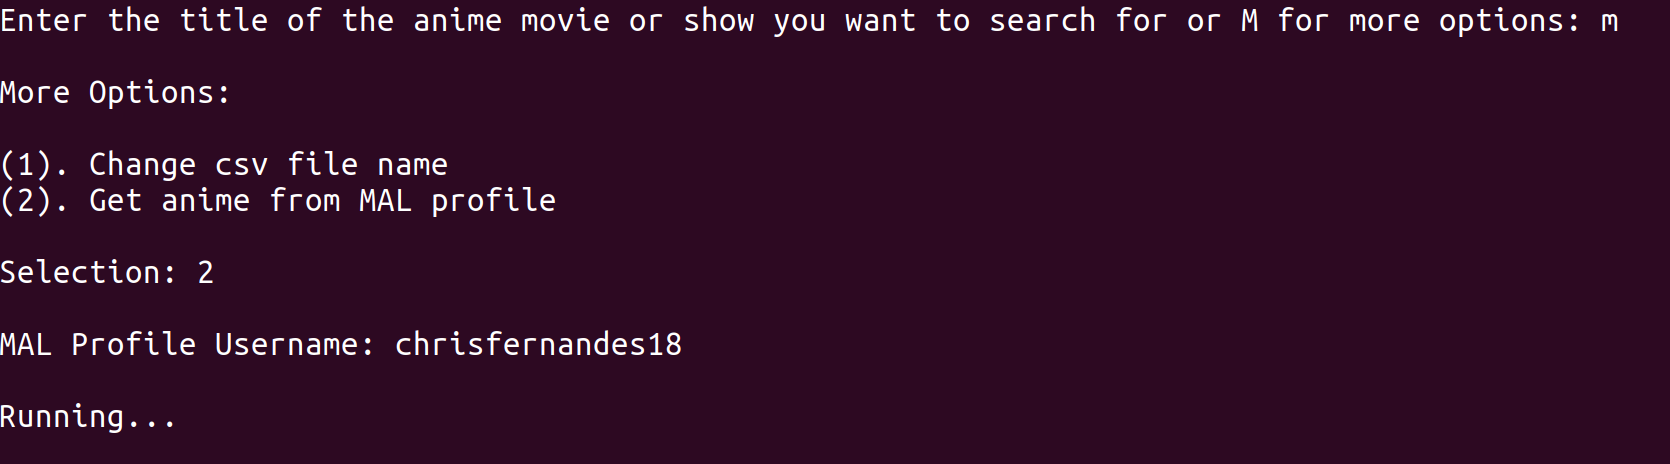 Enter the title of the anime movie or show you want to search for or M for more options: m
More Options:
(1). Change csv file name
(2). Get anime from MAL profile
Selection: 2
MAL Profile Username: chrisfernandes18
Running...